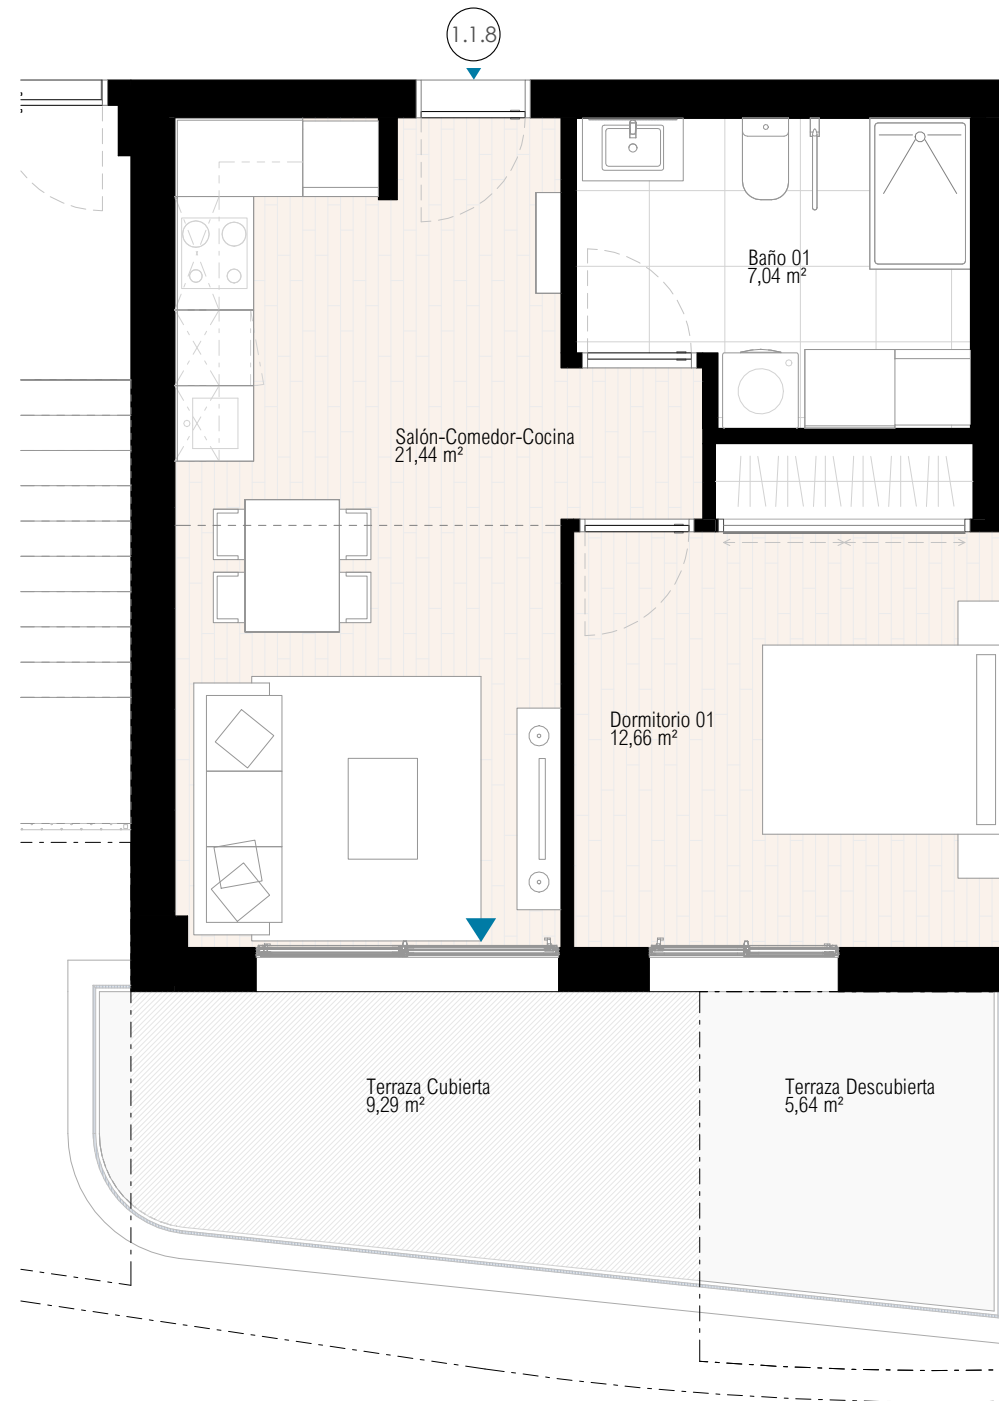 1.1.8
Baño 01
7,04 m²
Salón-Comedor-Cocina
21,44 m²
Dormitorio 01
12,66 m²
Terraza Cubierta
9,29 m²
Terraza Descubierta
5,64 m²